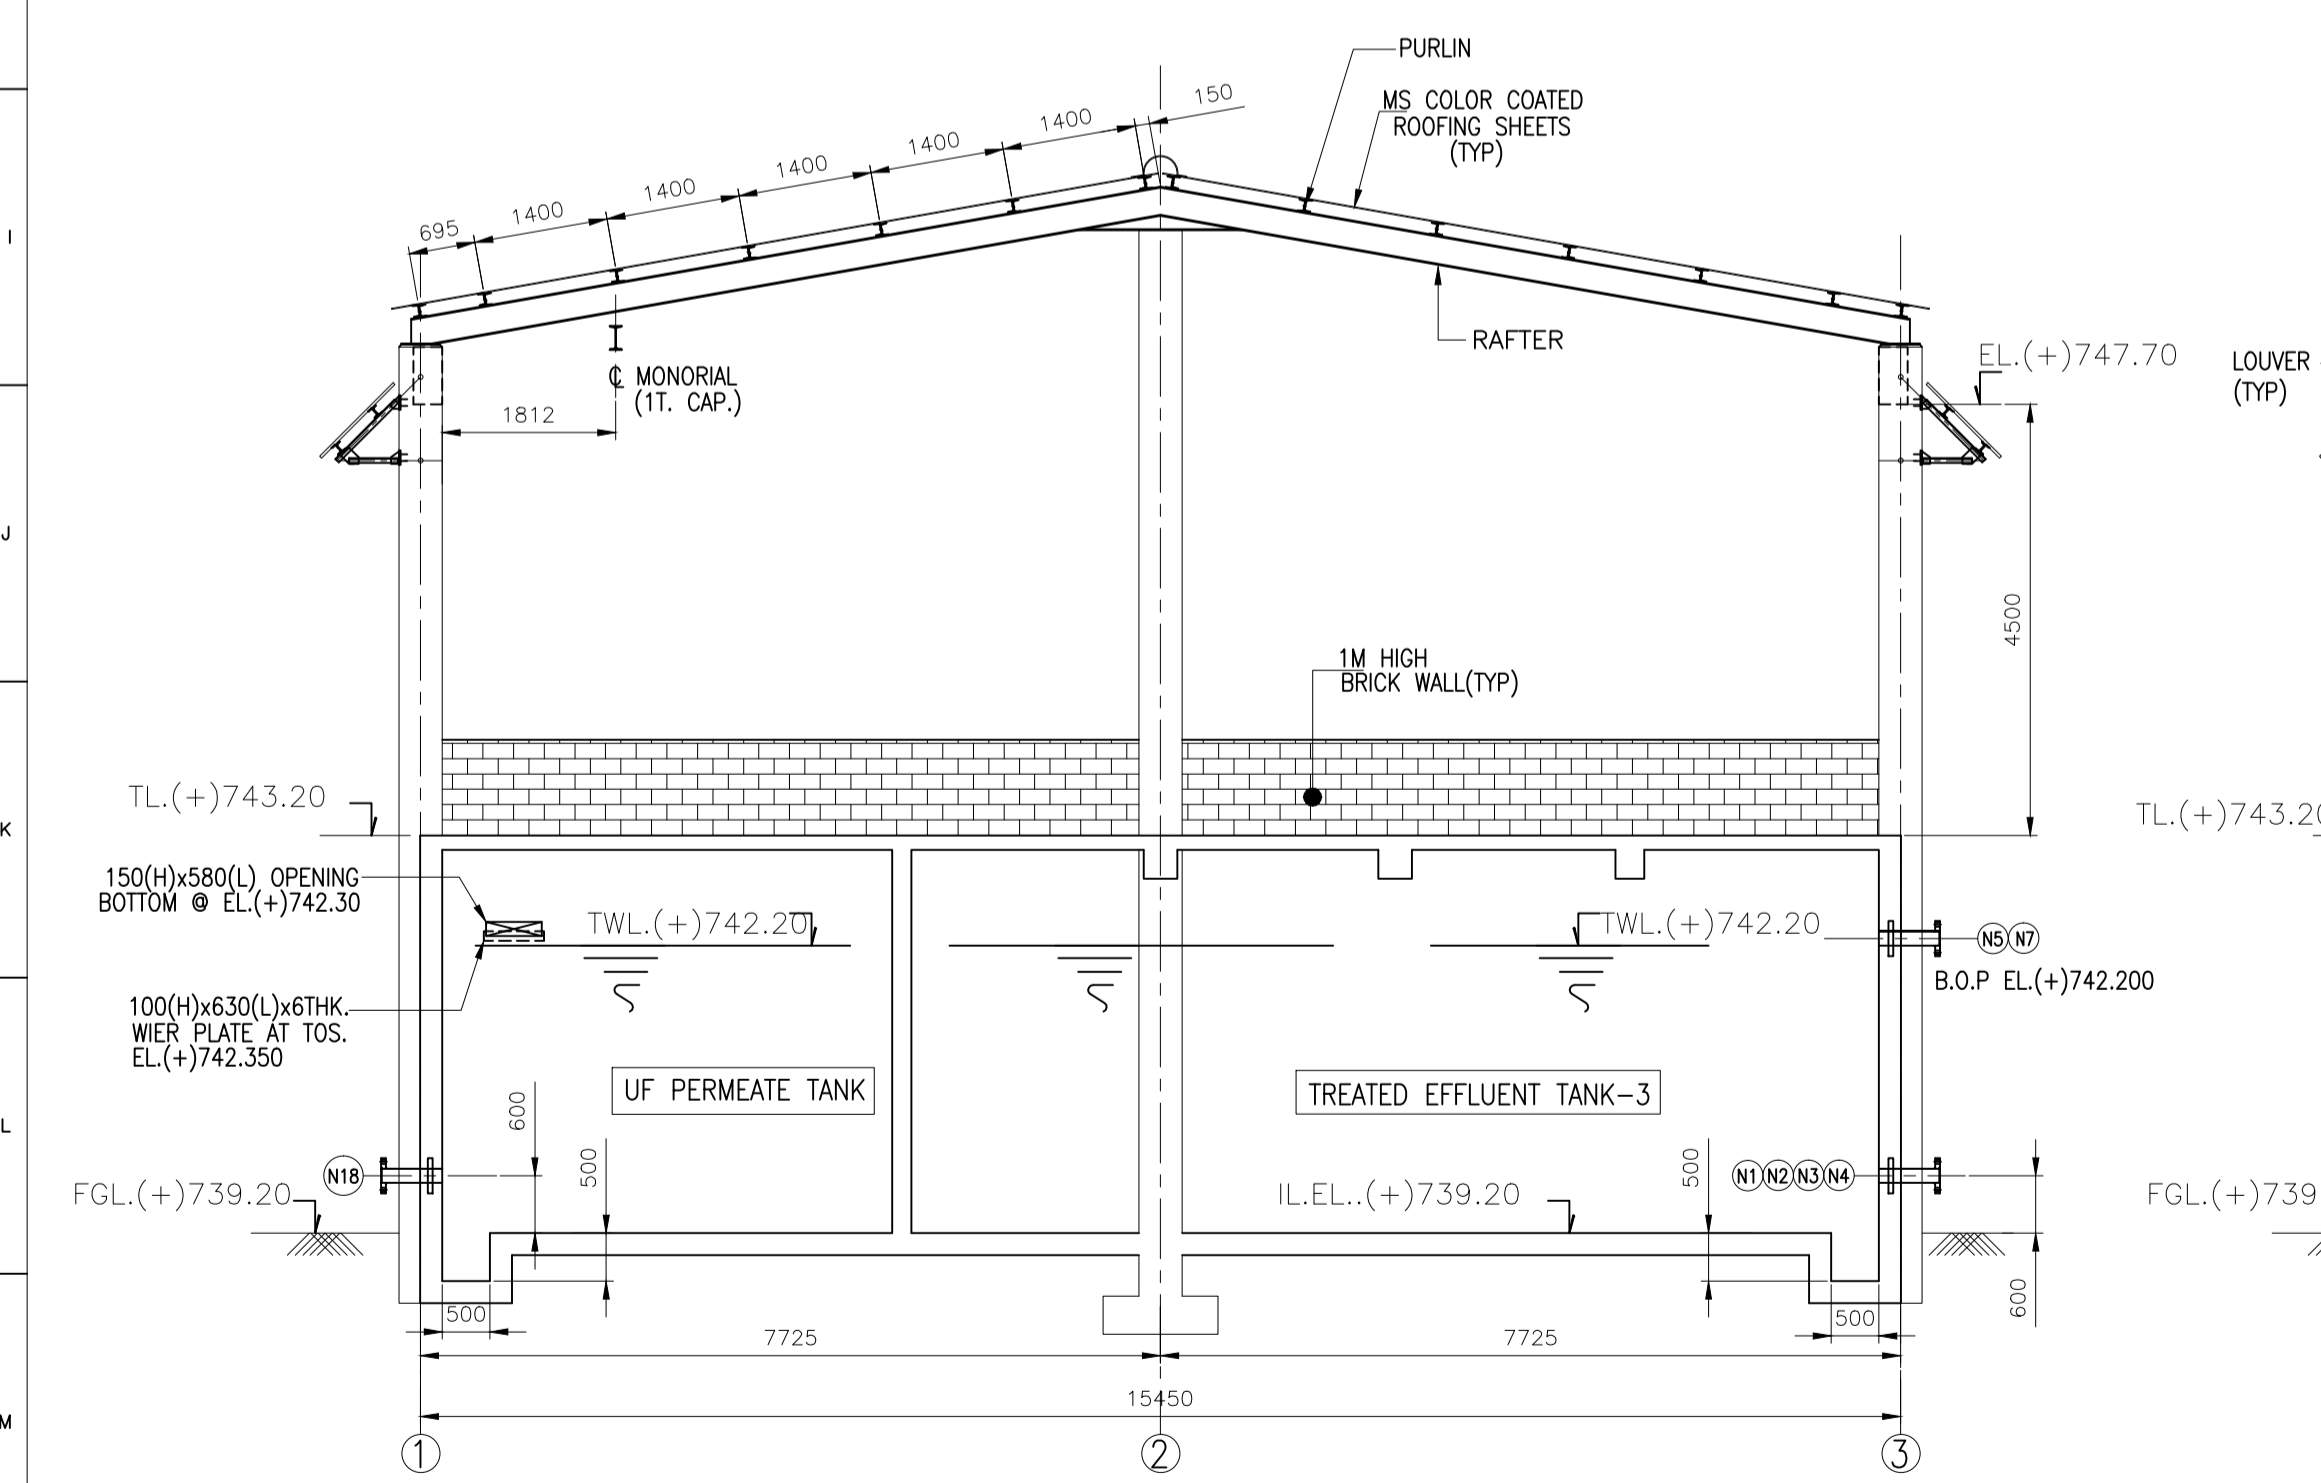 PURLIN
MS COLOR COATED
ROOFING SHEETS
(TYP)
150
1400
1400
1400
1400
1400
695
I
RAFTER
EL.(+)747.70
LOUVER
(TYP)
℄ MONORIAL
(1T. CAP.)
1812
J
4500
1M HIGH
BRICK WALL(TYP)
TL.(+)743.20
TL.(+)743.20
K
150(H)x580(L) OPENING
BOTTOM @ EL.(+)742.30
TWL.(+)742.20
TWL.(+)742.20
N5 N7
B.O.P EL.(+)742.200
100(H)x630(L)x6THK.
WIER PLATE AT TOS.
EL.(+)742.350
UF PERMEATE TANK
TREATED EFFLUENT TANK-3
L
600
500
500
N18
N1 N2 N3 N4
FGL.(+)739.20
IL.EL..(+)739.20
FGL.(+)739
600
500
500
7725
7725
15450
M
1
2
3